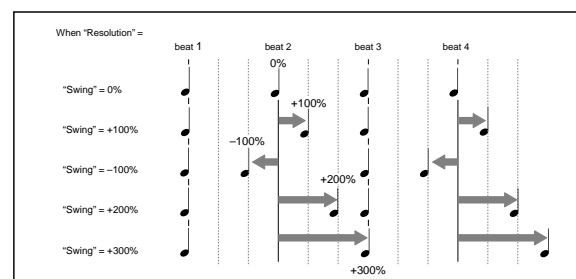 When “Resolution” =
beat 1 beat 2 beat 3 beat 4
0%
“Swing” = 0%
+100%
“Swing” = +100%
–100%
“Swing” = –100%
+200%
“Swing” = +200%
“Swing” = +300%
+300%